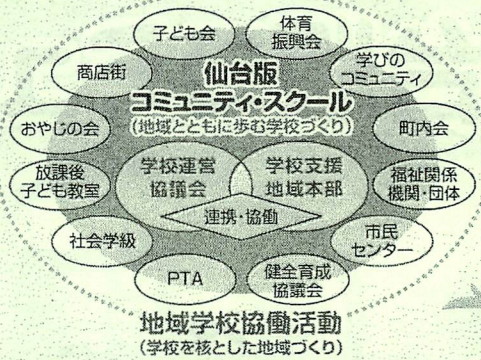 子ども会
体育
振興会
商店街
学びの
コミュニティ
仙台版
コミュニティ・スクール
(地域とともに歩む学校づくり)
おやじの会
町内会
放課後
子ども教室
学校運営
協議会
学校支援
地域本部
福祉関係
機関・団体
連携・協働
社会学級
市民
センター
PTA
健全育成
協議会
地域学校協働活動
(学校を核とした地域づくり)